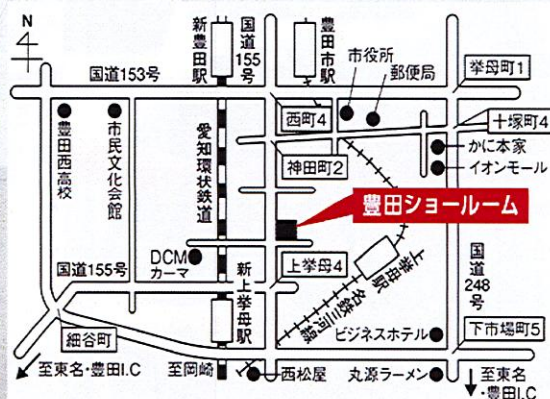 N
新豊田駅
国道155号
豊田市駅
市役所
郵便局
挙母町1
国道153号
西町4
十塚町4
豊田西高校
市民文化会館
愛知環状鉄道
神田町2
かに本家
イオンモール
豊田ショールーム
DCM
カーマ
国道155号
新上挙母駅
上挙母4
上挙母駅
名鉄三河線
国道248号
細谷町
ビジネスホテル
下市場町5
至東名・豊田I.C
至岡崎
西松屋
丸源ラーメン
至東名
・豊田I.C